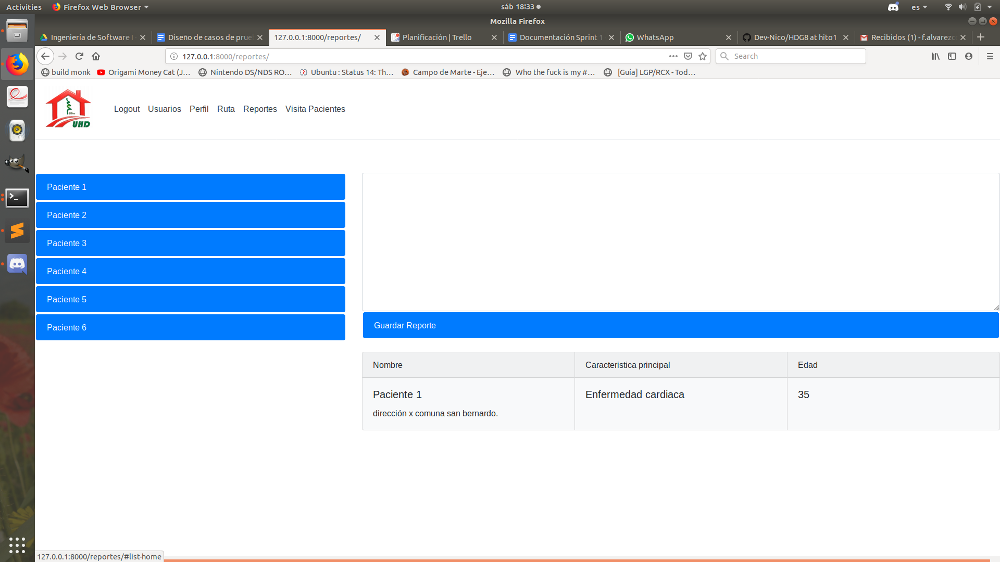 Activities
Firefox Web Browser
sáb 18:33
es
Mozilla Firefox
Ingeniería de Software I -
Diseño de casos de prue
127.0.0.1:8000/reportes/
Planificación | Trello
Documentación Sprint 1
WhatsApp
Dev-Nico/HDG8 at hito1
Recibidos (1) - f.alvarezc
127.0.0.1:8000/reportes/
Search
build monk
Origami Money Cat (J…
Nintendo DS/NDS RO…
Ubuntu : Status 14: Th…
Campo de Marte - Eje…
Who the fuck is my #…
[Guía] LGP/RCX - Tod…
UHD
Logout
Usuarios
Perfil
Ruta
Reportes
Visita Pacientes
Paciente 1
Paciente 2
Paciente 3
Paciente 4
Paciente 5
Paciente 6
Guardar Reporte
Nombre
Caracteristica principal
Edad
Paciente 1
Enfermedad cardiaca
35
dirección x comuna san bernardo.
127.0.0.1:8000/reportes/#list-home